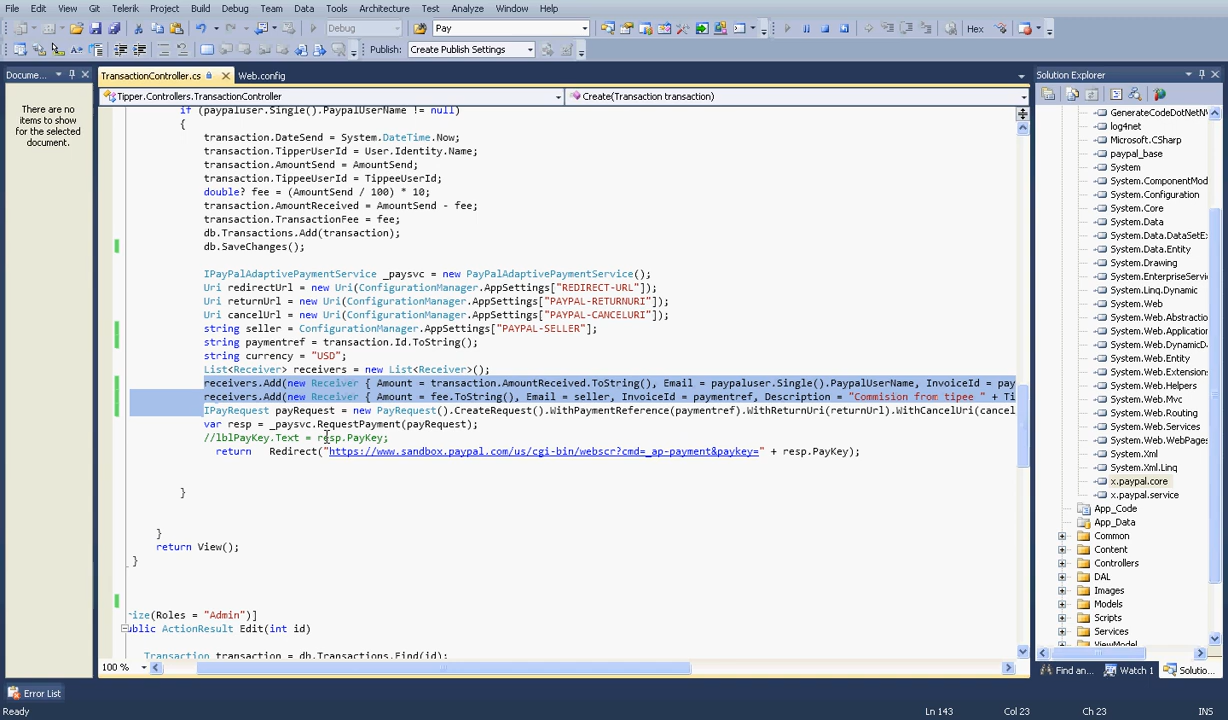 File Edit View Git Telerik Project Build Debug Team Data Tools Architecture Test Analyze Window Help
Debug Pay Hex
Publish: Create Publish Settings
Docume... TransactionController.cs Web.config Solution Explorer
Tipper.Controllers.TransactionController Create(Transaction transaction)
There are no
items to show
for the selected
document.
if (paypaluser.Single().PaypalUserName != null)
{
transaction.DateSend = System.DateTime.Now;
transaction.TipperUserId = User.Identity.Name;
transaction.AmountSend = AmountSend;
transaction.TippeeUserId = TippeeUserId;
double? fee = (AmountSend / 100) * 10;
transaction.AmountReceived = AmountSend - fee;
transaction.TransactionFee = fee;
db.Transactions.Add(transaction);
db.SaveChanges();
IPayPalAdaptivePaymentService _paysvc = new PayPalAdaptivePaymentService();
Uri redirectUrl = new Uri(ConfigurationManager.AppSettings["REDIRECT-URL"]);
Uri returnUrl = new Uri(ConfigurationManager.AppSettings["PAYPAL-RETURNURI"]);
Uri cancelUrl = new Uri(ConfigurationManager.AppSettings["PAYPAL-CANCELURI"]);
string seller = ConfigurationManager.AppSettings["PAYPAL-SELLER"];
string paymentref = transaction.Id.ToString();
string currency = "USD";
List<Receiver> receivers = new List<Receiver>();
receivers.Add(new Receiver { Amount = transaction.AmountReceived.ToString(), Email = paypaluser.Single().PaypalUserName, InvoiceId = pay
receivers.Add(new Receiver { Amount = fee.ToString(), Email = seller, InvoiceId = paymentref, Description = "Commision from tipee " + Ti
IPayRequest payRequest = new PayRequest().CreateRequest().WithPaymentReference(paymentref).WithReturnUri(returnUrl).WithCancelUri(cancel
var resp = _paysvc.RequestPayment(payRequest);
//lblPayKey.Text = resp.PayKey;
return Redirect("https://www.sandbox.paypal.com/us/cgi-bin/webscr?cmd=_ap-payment&paykey=" + resp.PayKey);
}
}
return View();
}
rize(Roles = "Admin")]
ublic ActionResult Edit(int id)
Transaction transaction = db.Transactions.Find(id);
100 %
GenerateCodeDotNetN
log4net
Microsoft.CSharp
paypal_base
System
System.ComponentMod
System.Configuration
System.Core
System.Data
System.Data.DataSetEx
System.Data.Entity
System.Drawing
System.EnterpriseServi
System.Linq.Dynamic
System.Web
System.Web.Abstractio
System.Web.Application
System.Web.DynamicD
System.Web.Entity
System.Web.Extensions
System.Web.Helpers
System.Web.Mvc
System.Web.Routing
System.Web.Services
System.Web.WebPages
System.Xml
System.Xml.Linq
x.paypal.core
x.paypal.service
App_Code
App_Data
Common
Content
Controllers
DAL
Images
Models
Scripts
Services
ViewModel
Find an... Watch 1 Solutio...
Error List
Ready Ln 143 Col 23 Ch 23 INS